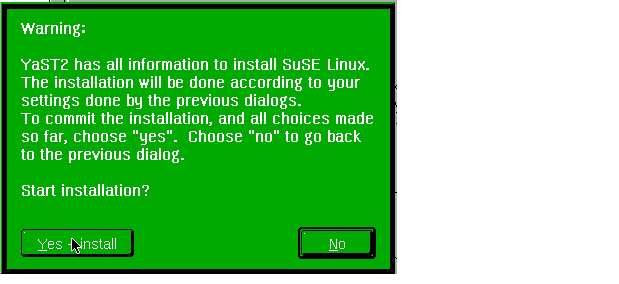 Warning:
YaST2 has all information to install SuSE Linux.
The installation will be done according to your
settings done by the previous dialogs.
To commit the installation, and all choices made
so far, choose "yes". Choose "no" to go back
to the previous dialog.
Start installation?
Yes - install
No